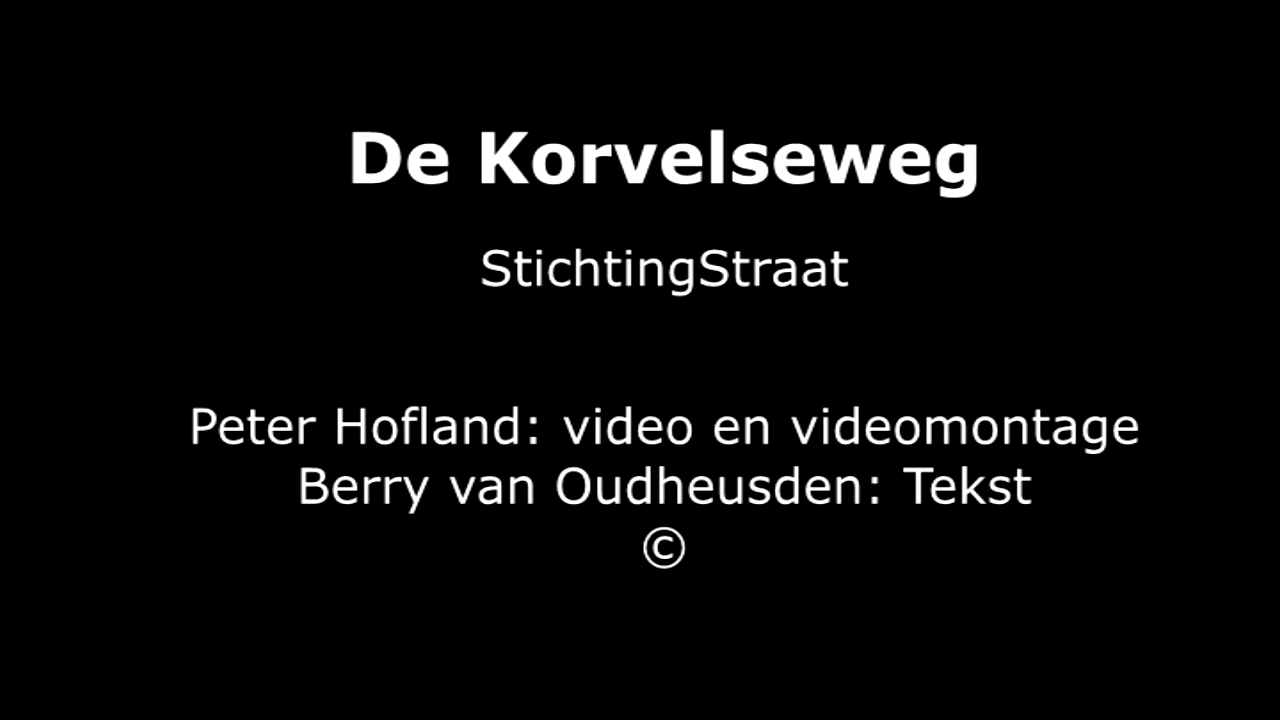 De Korvelseweg
StichtingStraat
Peter Hofland: video en videomontage
Berry van Oudheusden: Tekst
©